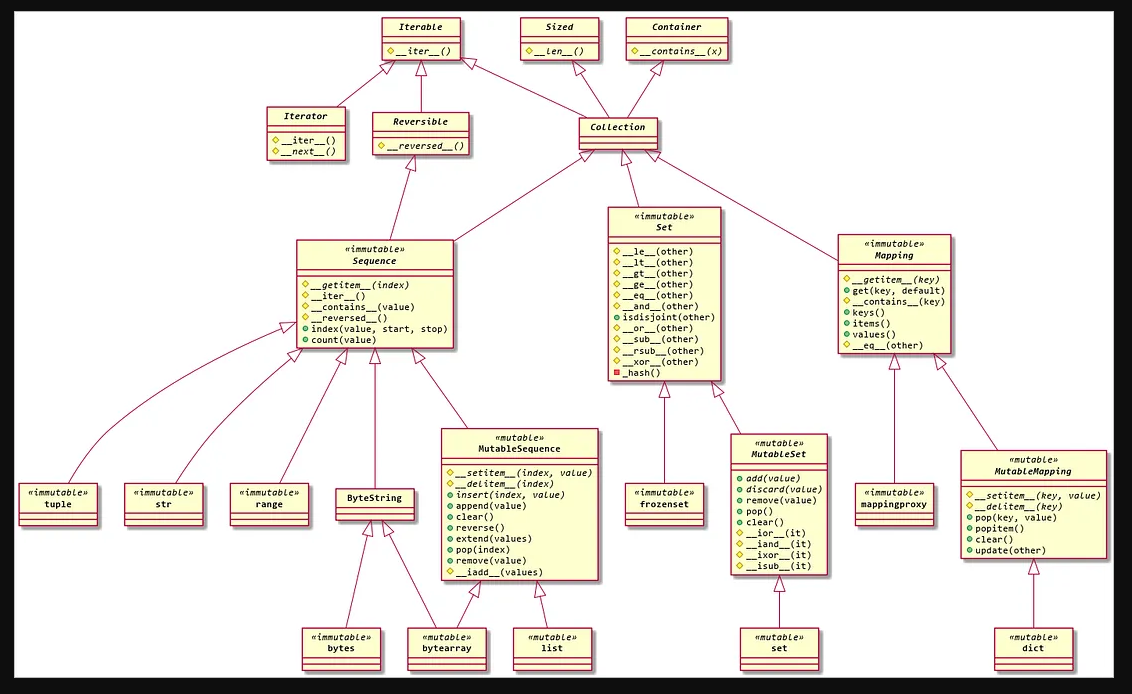 Iterable
__iter__()
Sized
__len__()
Container
__contains__(x)
Iterator
__iter__()
__next__()
Reversible
__reversed__()
Collection
«immutable»
Sequence
__getitem__(index)
__iter__()
__contains__(value)
__reversed__()
index(value, start, stop)
count(value)
«immutable»
Set
__le__(other)
__lt__(other)
__gt__(other)
__ge__(other)
__eq__(other)
__and__(other)
isdisjoint(other)
__or__(other)
__sub__(other)
__rsub__(other)
__xor__(other)
_hash()
«immutable»
Mapping
__getitem__(key)
get(key, default)
__contains__(key)
keys()
items()
values()
__eq__(other)
«immutable»
tuple
«immutable»
str
«immutable»
range
ByteString
«mutable»
MutableSequence
__setitem__(index, value)
__delitem__(index)
insert(index, value)
append(value)
clear()
reverse()
extend(values)
pop(index)
remove(value)
__iadd__(values)
«immutable»
frozenset
«mutable»
MutableSet
add(value)
discard(value)
remove(value)
pop()
clear()
__ior__(it)
__iand__(it)
__ixor__(it)
__isub__(it)
«immutable»
mappingproxy
«mutable»
MutableMapping
__setitem__(key, value)
__delitem__(key)
pop(key, value)
popitem()
clear()
update(other)
«immutable»
bytes
«mutable»
bytearray
«mutable»
list
«mutable»
set
«mutable»
dict